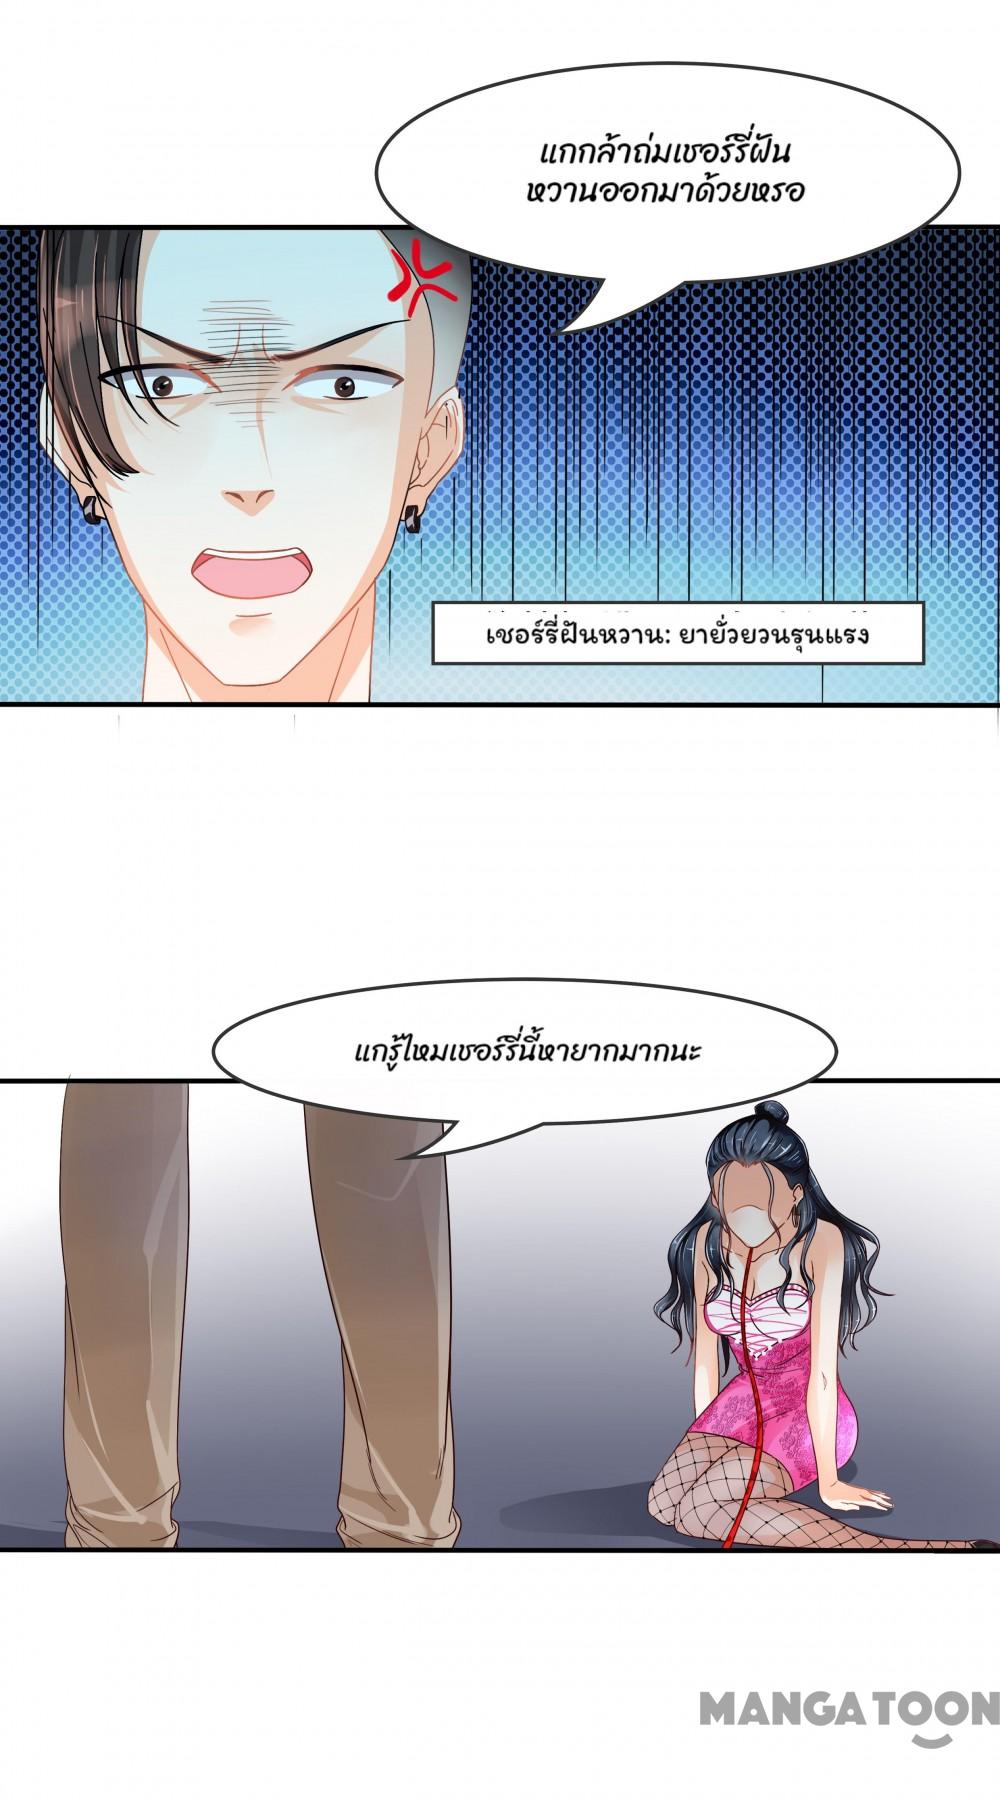 แกกล้าถ่มเชอร์รี่ฝัน
หวานออกมาด้วยหรอ
เชอร์รี่ฝันหวาน: ยายั่วยวนรุนแรง
แกรู้ไหมเชอร์รี่นี้หายากมากนะ
MANGATOON